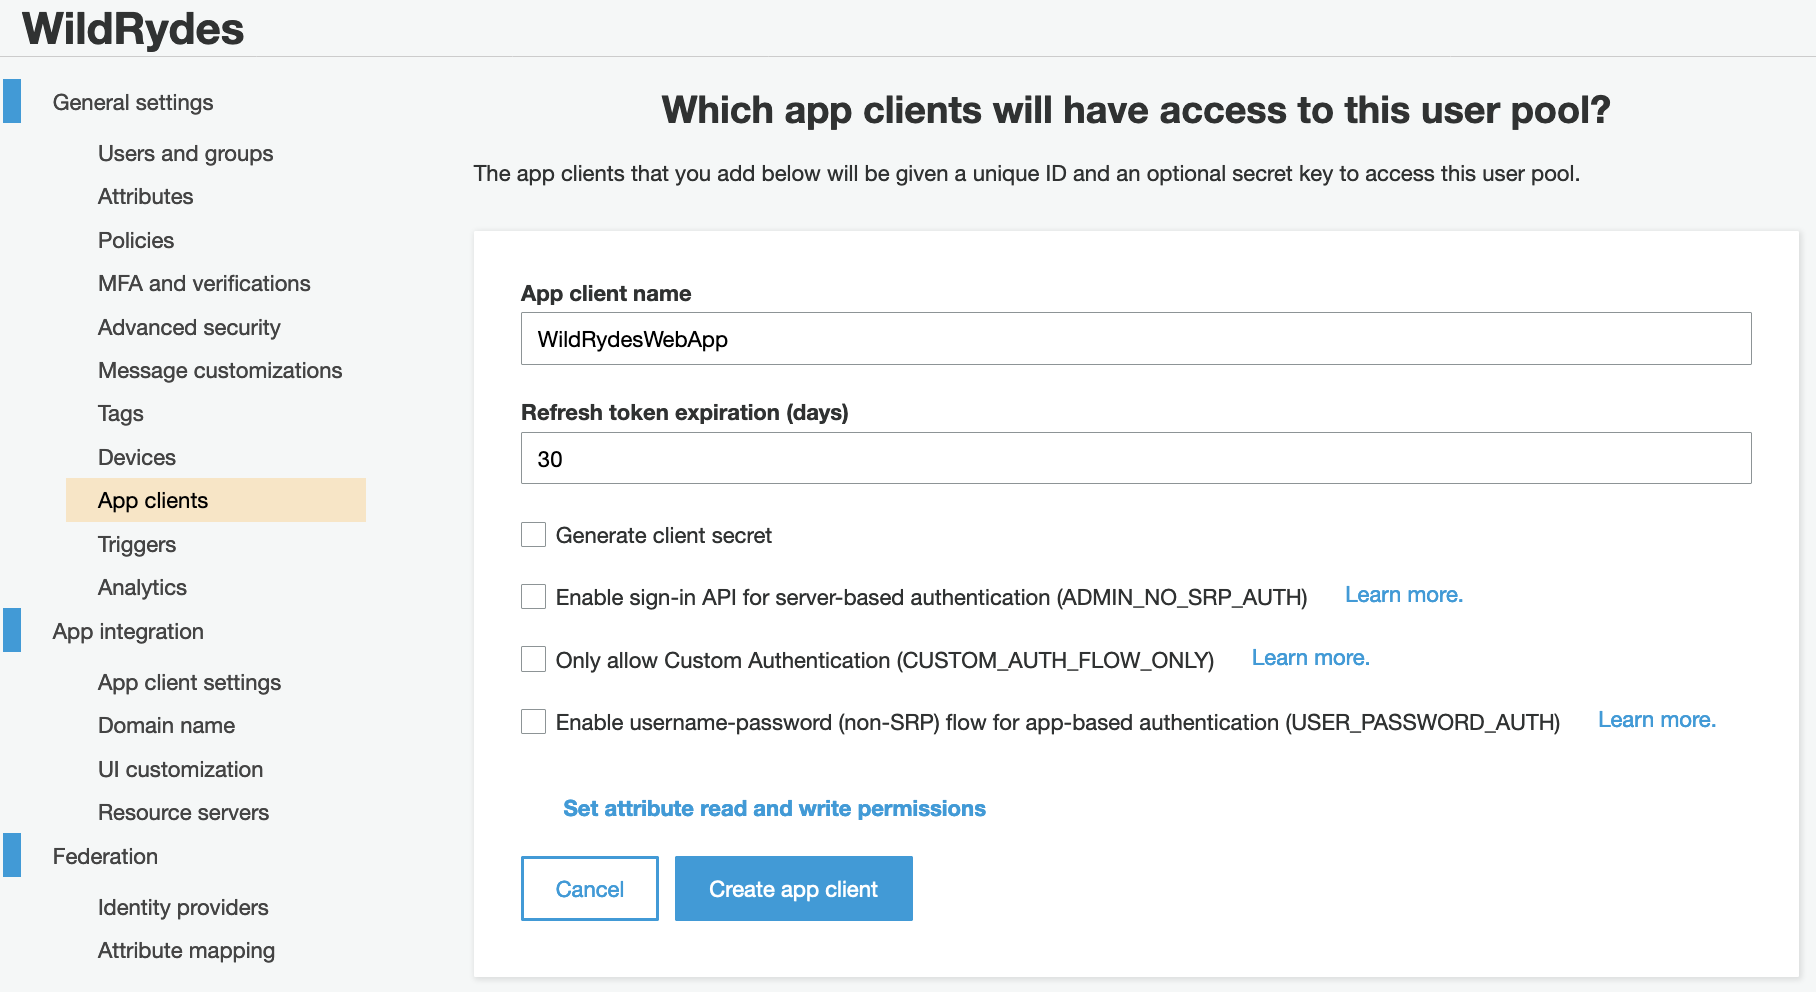 WildRydes
General settings
Users and groups
Attributes
Policies
MFA and verifications
Advanced security
Message customizations
Tags
Devices
App clients
Triggers
Analytics
App integration
App client settings
Domain name
UI customization
Resource servers
Federation
Identity providers
Attribute mapping
Which app clients will have access to this user pool?
The app clients that you add below will be given a unique ID and an optional secret key to access this user pool.
App client name
WildRydesWebApp
Refresh token expiration (days)
30
Generate client secret
Enable sign-in API for server-based authentication (ADMIN_NO_SRP_AUTH) Learn more.
Only allow Custom Authentication (CUSTOM_AUTH_FLOW_ONLY) Learn more.
Enable username-password (non-SRP) flow for app-based authentication (USER_PASSWORD_AUTH) Learn more.
Set attribute read and write permissions
Cancel Create app client